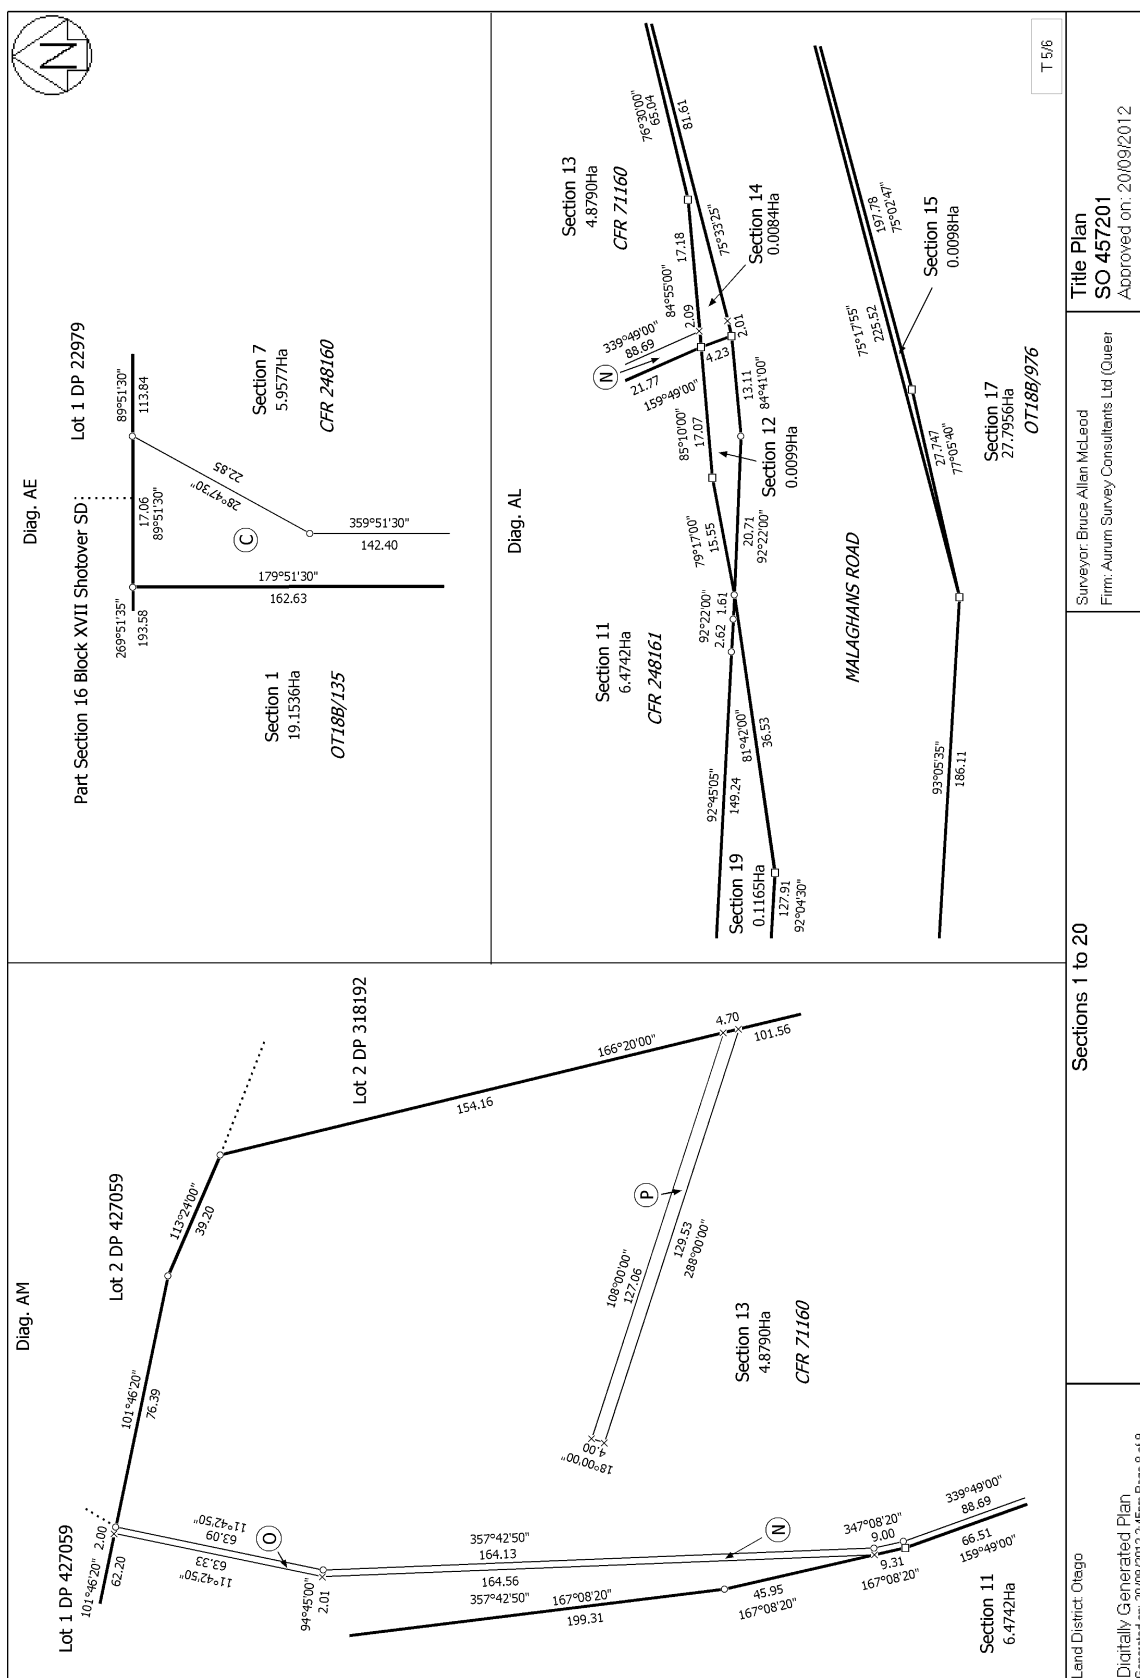 N
Diag. AM
Lot 1 DP 427059
Lot 2 DP 427059
Lot 2 DP 318192
101°46'20"
62.20
2.00
101°46'20"
76.39
113°24'00"
39.20
166°20'00"
154.16
4.70
101.56
11°42'50"
63.09
O
63.33
11°42'50"
94°45'00"
2.01
357°42'50"
164.13
164.56
357°42'50"
N
167°08'20"
199.31
45.95
167°08'20"
347°08'20"
9.00
9.31
167°08'20"
339°49'00"
88.69
66.51
159°49'00"
P
108°00'00"
127.06
129.53
288°00'00"
18°00'00"
4.00
Section 13
4.8790Ha
CFR 71160
Section 11
6.4742Ha
Diag. AE
Part Section 16 Block XVII Shotover SD
Lot 1 DP 22979
269°51'35"
193.58
17.06
89°51'30"
89°51'30"
113.84
22.85
28°47'30"
C
359°51'30"
142.40
179°51'30"
162.63
Section 1
19.1536Ha
OT18B/135
Section 7
5.9577Ha
CFR 248160
Diag. AL
Section 11
6.4742Ha
CFR 248161
Section 13
4.8790Ha
CFR 71160
76°30'00"
65.04
81.61
75°33'25"
17.18
84°55'00"
2.09
339°49'00"
88.69
N
21.77
159°49'00"
4.23
2.01
Section 14
0.0084Ha
85°10'00"
17.07
13.11
84°41'00"
Section 12
0.0099Ha
79°17'00"
15.55
20.71
92°22'00"
92°22'00"
2.62
1.61
92°45'05"
149.24
81°42'00"
36.53
Section 19
0.1165Ha
127.91
92°04'30"
MALAGHANS ROAD
197.78
75°02'47"
75°17'55"
225.52
Section 15
0.0098Ha
27.747
77°05'40"
Section 17
27.7956Ha
OT18B/976
93°05'35"
186.11
T 5/6
Land District: Otago
Digitally Generated Plan
Generated on: 20/09/2012 2:45pm Page 8 of 9
Sections 1 to 20
Surveyor: Bruce Allan McLeod
Firm: Aurum Survey Consultants Ltd (Queer
Title Plan
SO 457201
Approved on: 20/09/2012